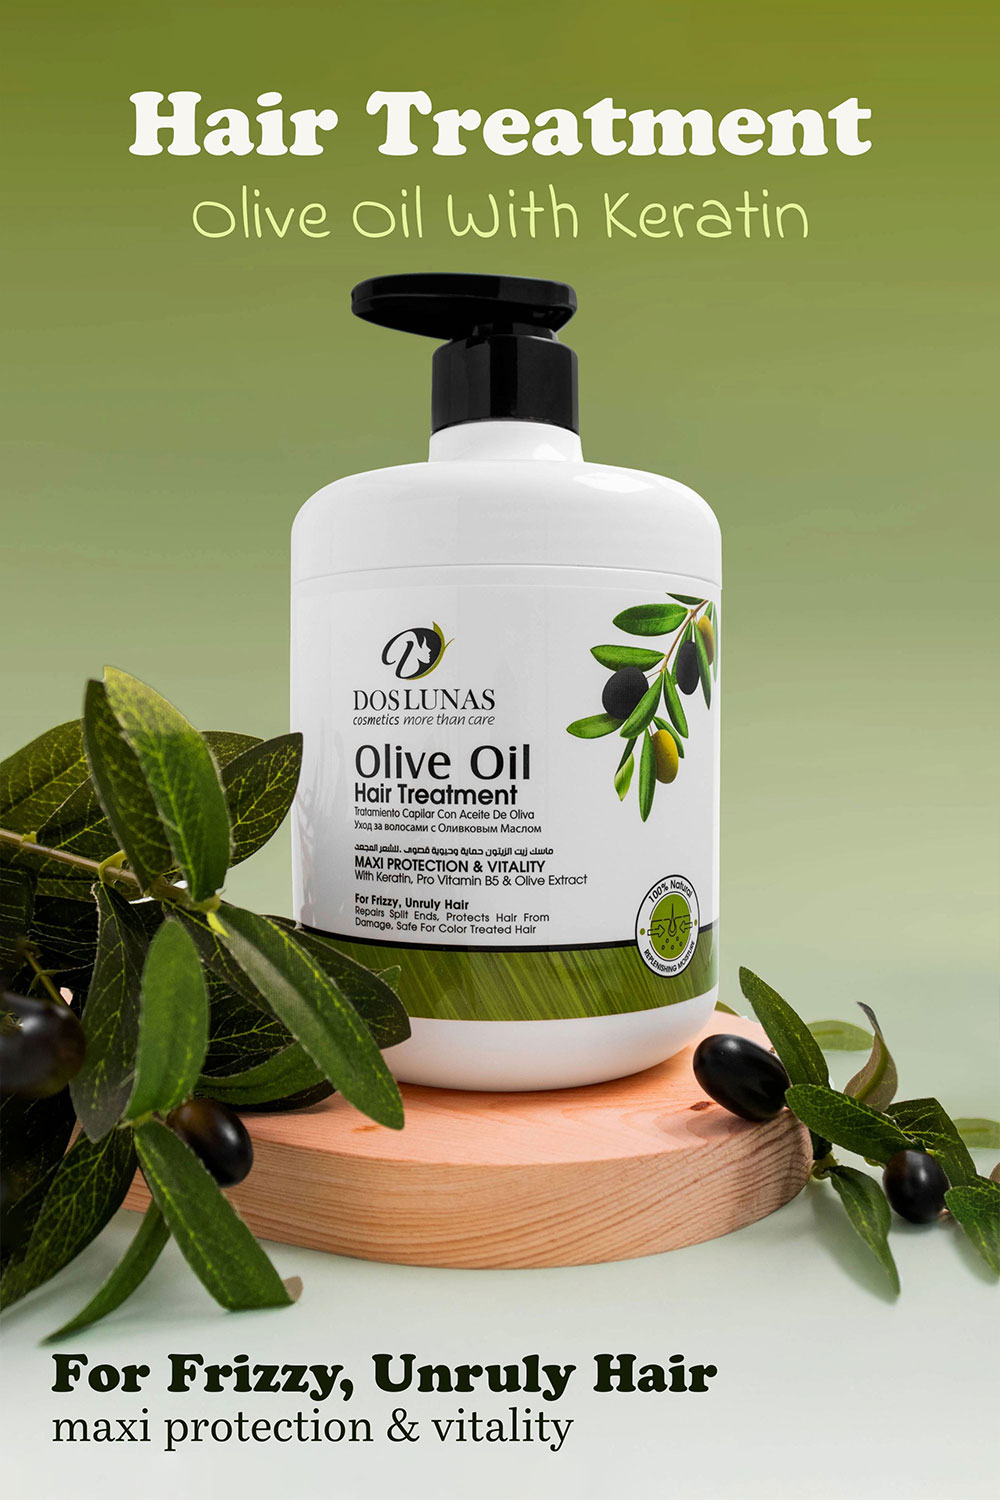 Hair Treatment
Olive Oil With Keratin
DOSLUNAS
cosmetics more than care
Olive Oil
Hair Treatment
Tratamiento Capilar Con Aceite De Oliva
Уход за волосами с Оливковым Маслом
ماسك زيت الزيتون حماية وحيوية قصوى .للشعر المجعد
MAXI PROTECTION & VITALITY
With Keratin, Pro Vitamin B5 & Olive Extract
For Frizzy, Unruly Hair
Repairs Split Ends, Protects Hair From
Damage, Safe For Color Treated Hair
100% Natural
REPLENISHING MOISTURE
For Frizzy, Unruly Hair
maxi protection & vitality